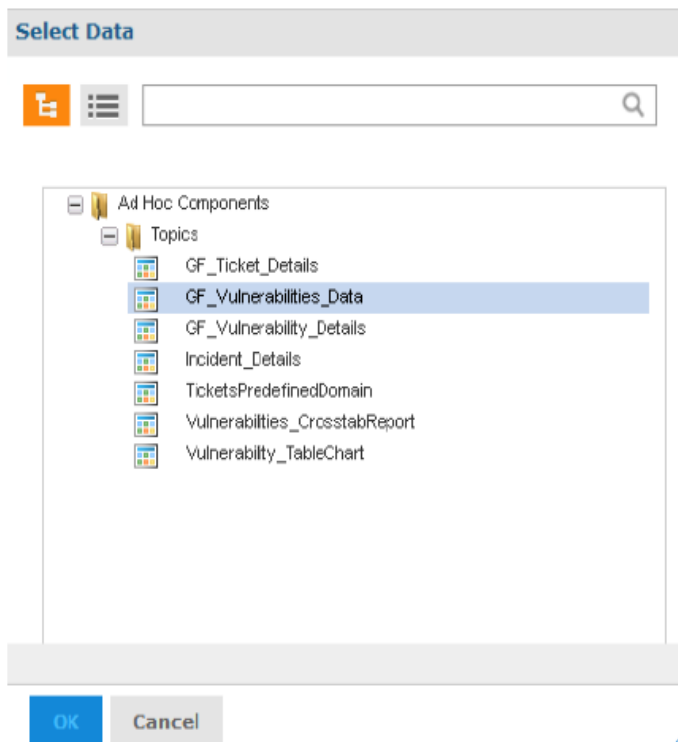 Select Data
Ad Hoc Components
Topics
GF_Ticket_Details
GF_Vulnerabilities_Data
GF_Vulnerability_Details
Incident_Details
TicketsPredefinedDomain
Vulnerabilties_CrosstabReport
Vulnerabilty_TableChart
OK
Cancel